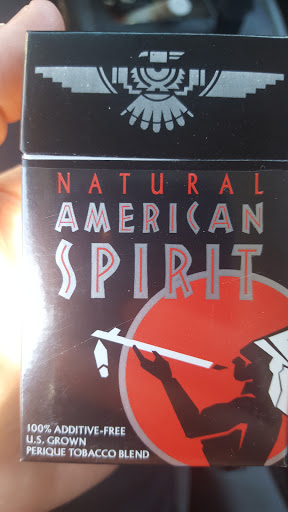 NATURAL
AMERICAN
SPIRIT
100% ADDITIVE-FREE
U.S. GROWN
PERIQUE TOBACCO BLEND